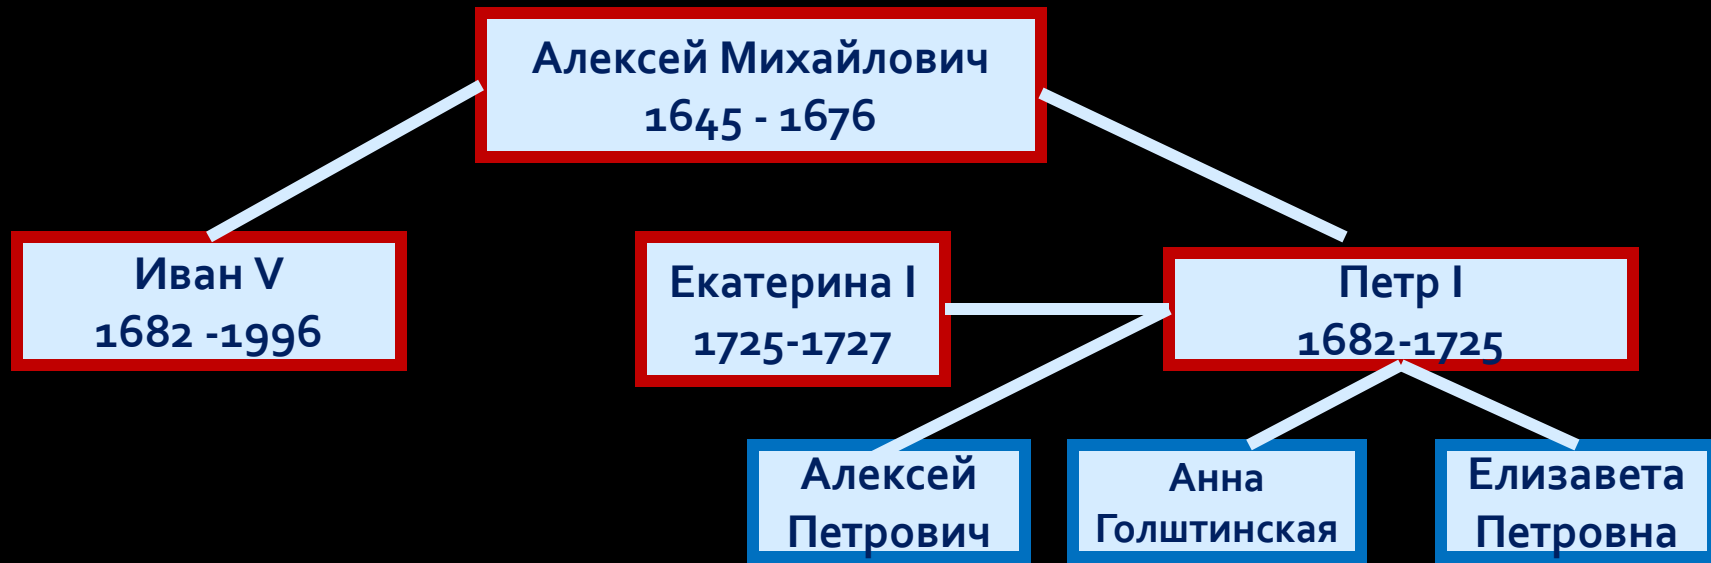 Алексей Михайлович
1645 - 1676
Иван V
1682 -1996
Екатерина I
1725-1727
Петр I
1682-1725
Алексей
Петрович
Анна
Голштинская
Елизавета
Петровна